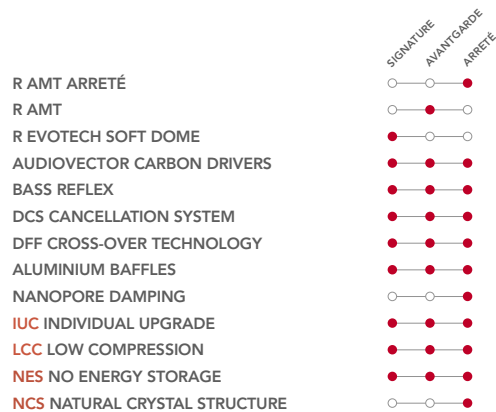 SIGNATURE AVANTGARDE ARRETÉ
R AMT ARRETÉ
R AMT
R EVOTECH SOFT DOME
AUDIOVECTOR CARBON DRIVERS
BASS REFLEX
DCS CANCELLATION SYSTEM
DFF CROSS-OVER TECHNOLOGY
ALUMINIUM BAFFLES
NANOPORE DAMPING
IUC INDIVIDUAL UPGRADE
LCC LOW COMPRESSION
NES NO ENERGY STORAGE
NCS NATURAL CRYSTAL STRUCTURE